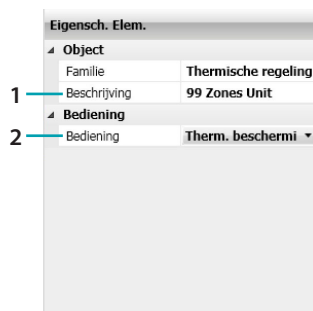 Eigensch. Elem.
Object
Familie Thermische regeling
1 Beschrijving 99 Zones Unit
Bediening
2 Bediening Therm. beschermi